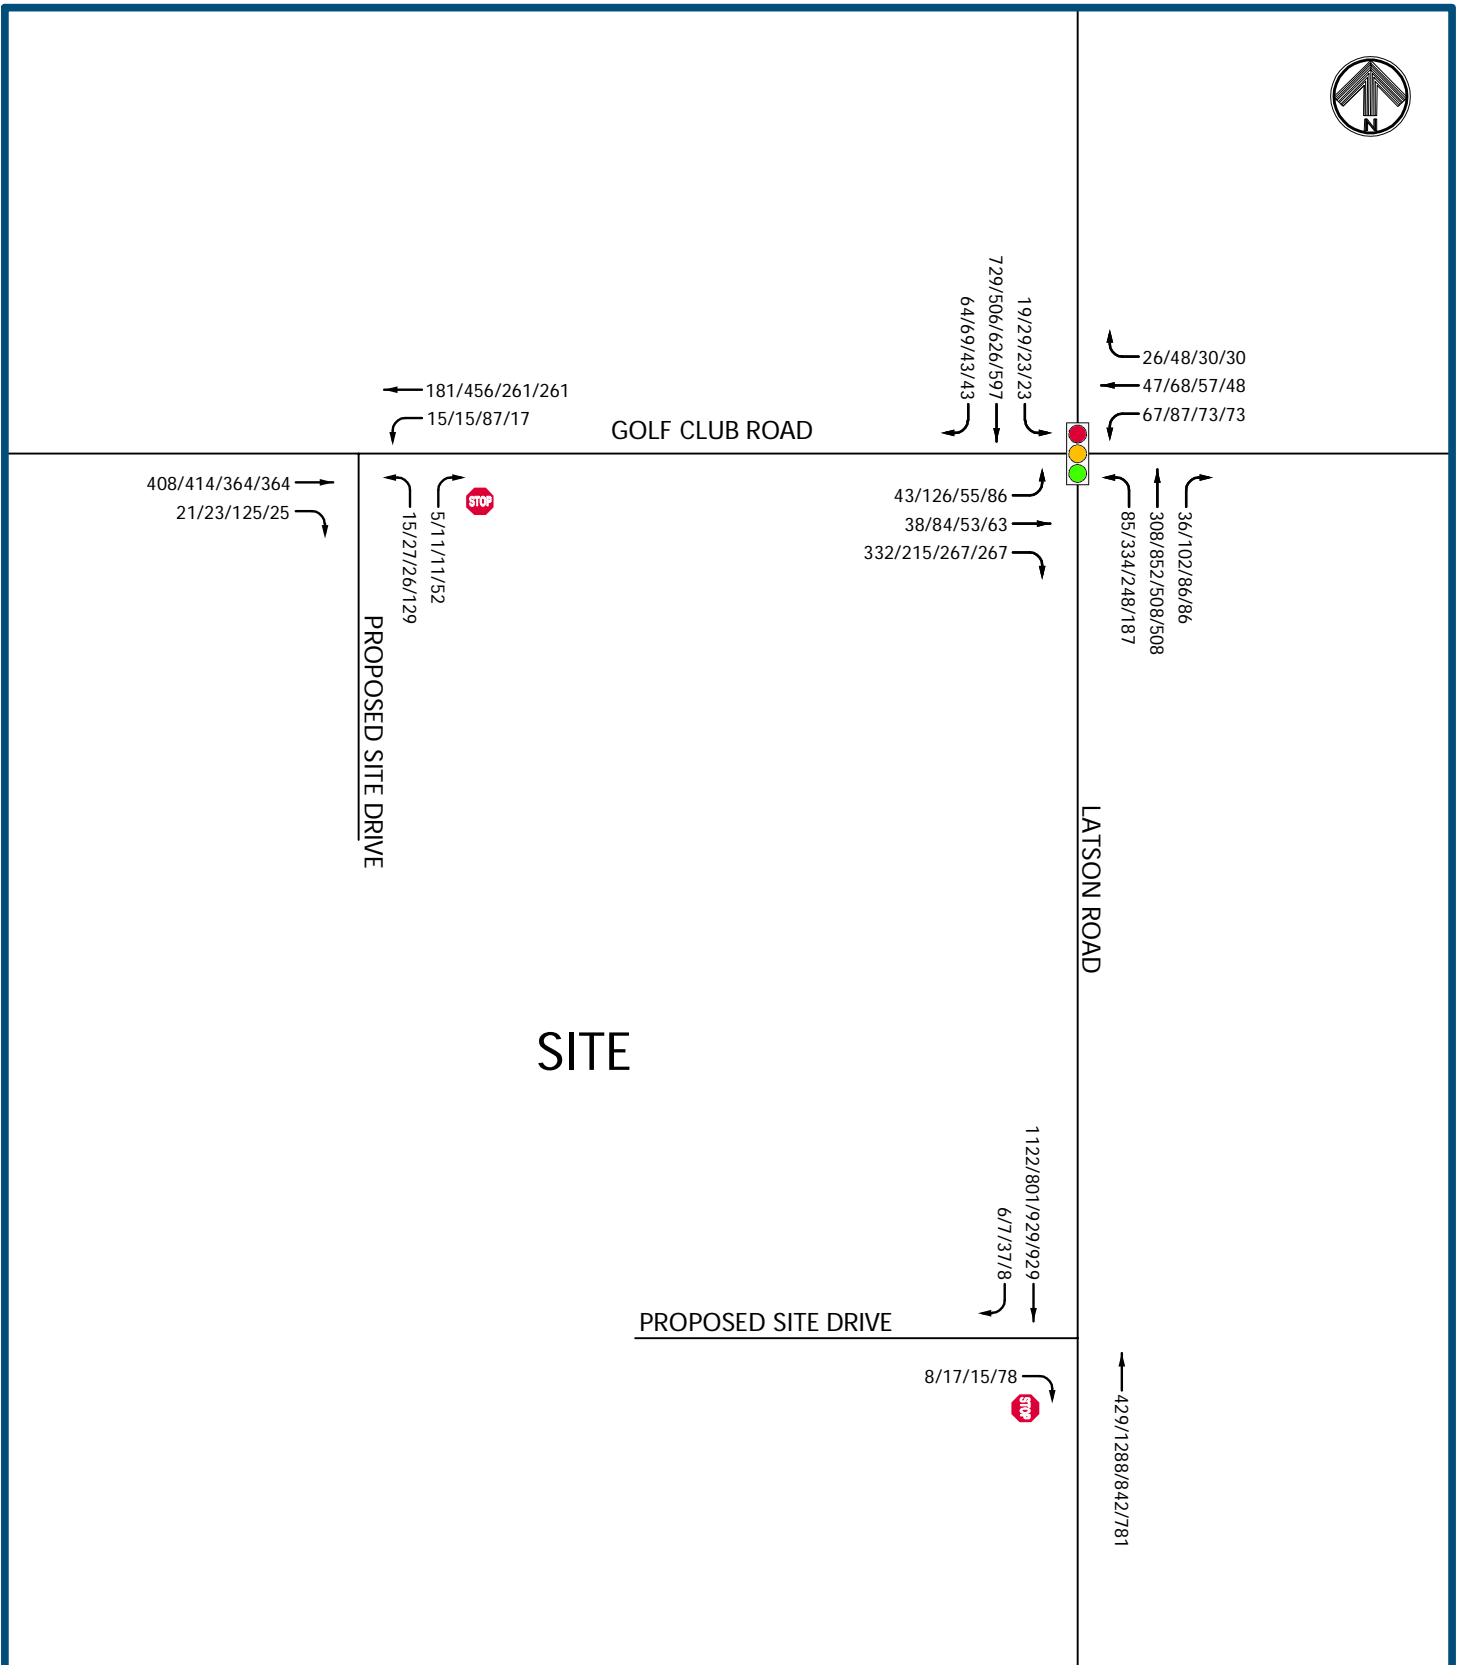 N
729/506/626/597
19/29/23/23
64/69/43/43
26/48/30/30
47/68/57/48
67/87/73/73
181/456/261/261
15/15/87/17
GOLF CLUB ROAD
408/414/364/364
21/23/125/25
15/27/26/129
5/11/11/52
STOP
43/126/55/86
38/84/53/63
332/215/267/267
85/334/248/187
308/852/508/508
36/102/86/86
PROPOSED SITE DRIVE
LATSON ROAD
SITE
1122/801/929/929
6/7/37/8
PROPOSED SITE DRIVE
8/17/15/78
STOP
429/1288/842/781